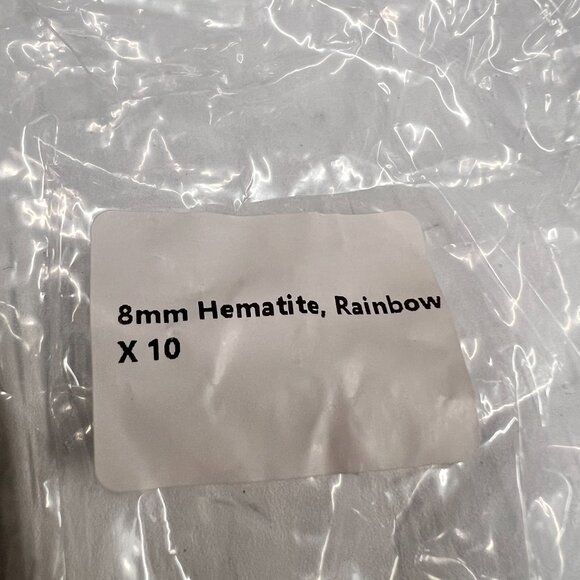 8mm Hematite, Rainbow
X 10